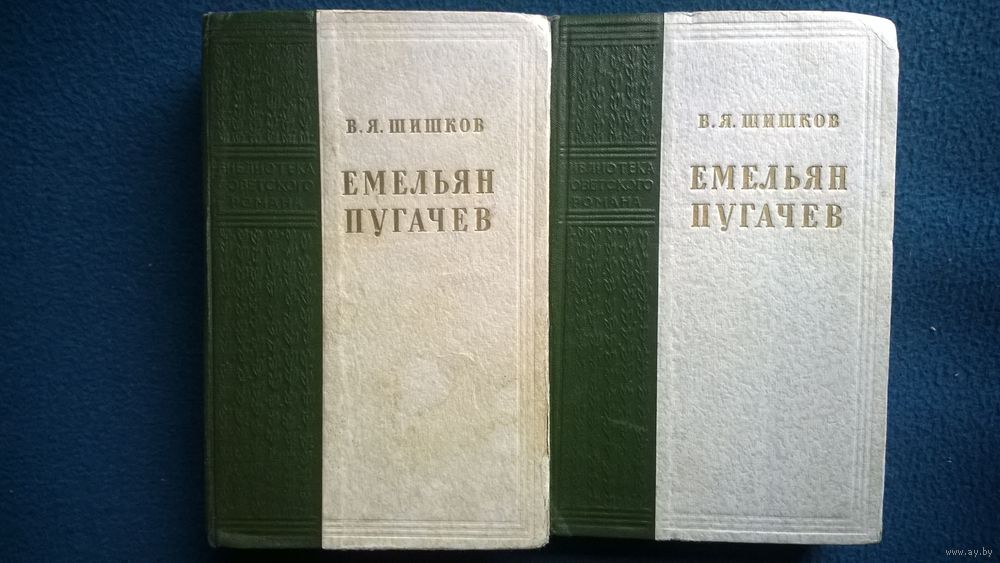 В. Я. ШИШКОВ
ЕМЕЛЬЯН
ПУГАЧЕВ
БИБЛИОТЕКА
СОВЕТСКОГО
РОМАНА
В. Я. ШИШКОВ
ЕМЕЛЬЯН
ПУГАЧЕВ
БИБЛИОТЕКА
СОВЕТСКОГО
РОМАНА
www.ay.by